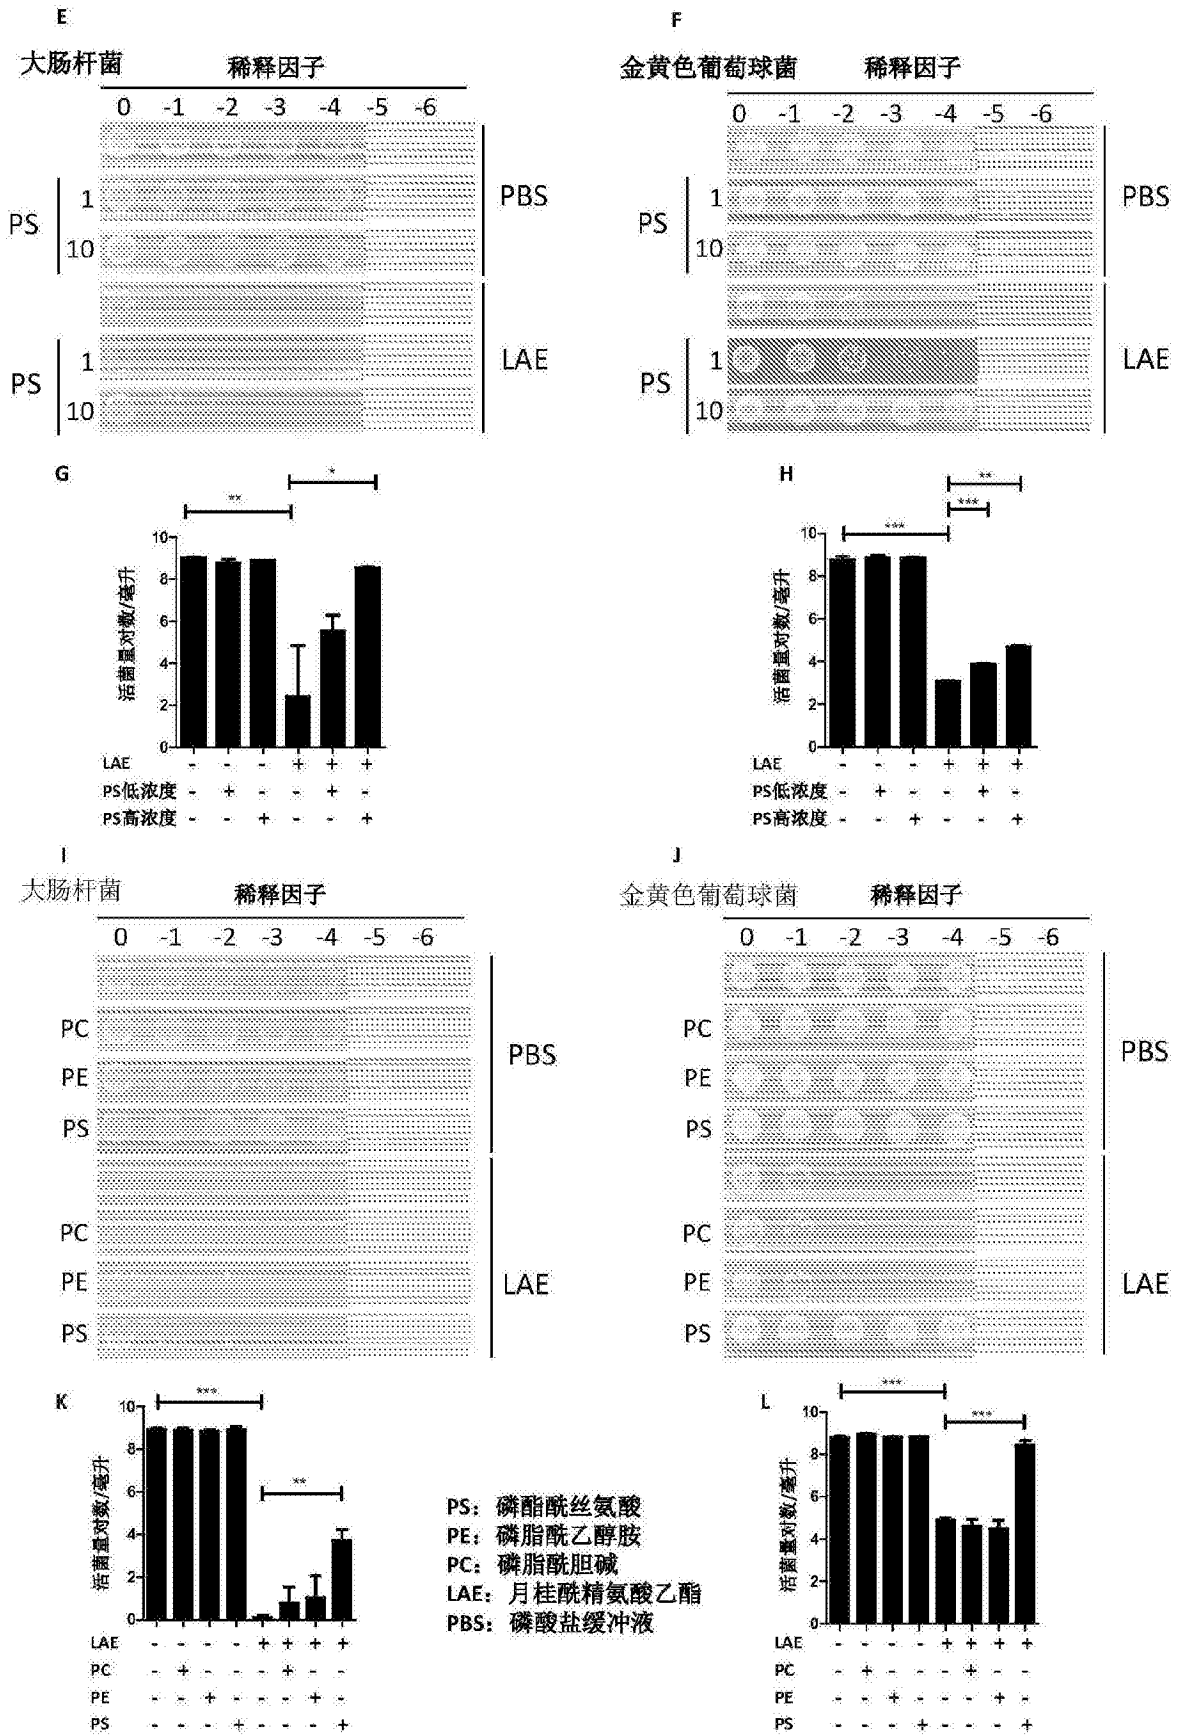 E
大肠杆菌 稀释因子
0 -1 -2 -3 -4 -5 -6
PBS
PS
1
10
LAE
PS
1
10
F
金黄色葡萄球菌 稀释因子
0 -1 -2 -3 -4 -5 -6
PBS
PS
1
10
LAE
PS
1
10
G
*
**
活菌量对数/毫升
10
8
6
4
2
0
LAE - - - + + +
PS低浓度 - + - - + -
PS高浓度 - - + - - +
H
**
***
***
活菌量对数/毫升
10
8
6
4
2
0
LAE - - - + + +
PS低浓度 - + - - + -
PS高浓度 - - + - - +
I
大肠杆菌 稀释因子
0 -1 -2 -3 -4 -5 -6
PC
PE
PS
PBS
PC
PE
PS
LAE
J
金黄色葡萄球菌 稀释因子
0 -1 -2 -3 -4 -5 -6
PC
PE
PS
PBS
PC
PE
PS
LAE
K
***
**
活菌量对数/毫升
10
8
6
4
2
0
LAE - - - - + + + +
PC - + - - - + - -
PE - - + - - - + -
PS - - - + - - - +
PS：磷酯酰丝氨酸
PE：磷脂酰乙醇胺
PC：磷脂酰胆碱
LAE：月桂酰精氨酸乙酯
PBS：磷酸盐缓冲液
L
***
***
活菌量对数/毫升
10
8
6
4
2
0
LAE - - - - + + + +
PC - + - - - + - -
PE - - + - - - + -
PS - - - + - - - +